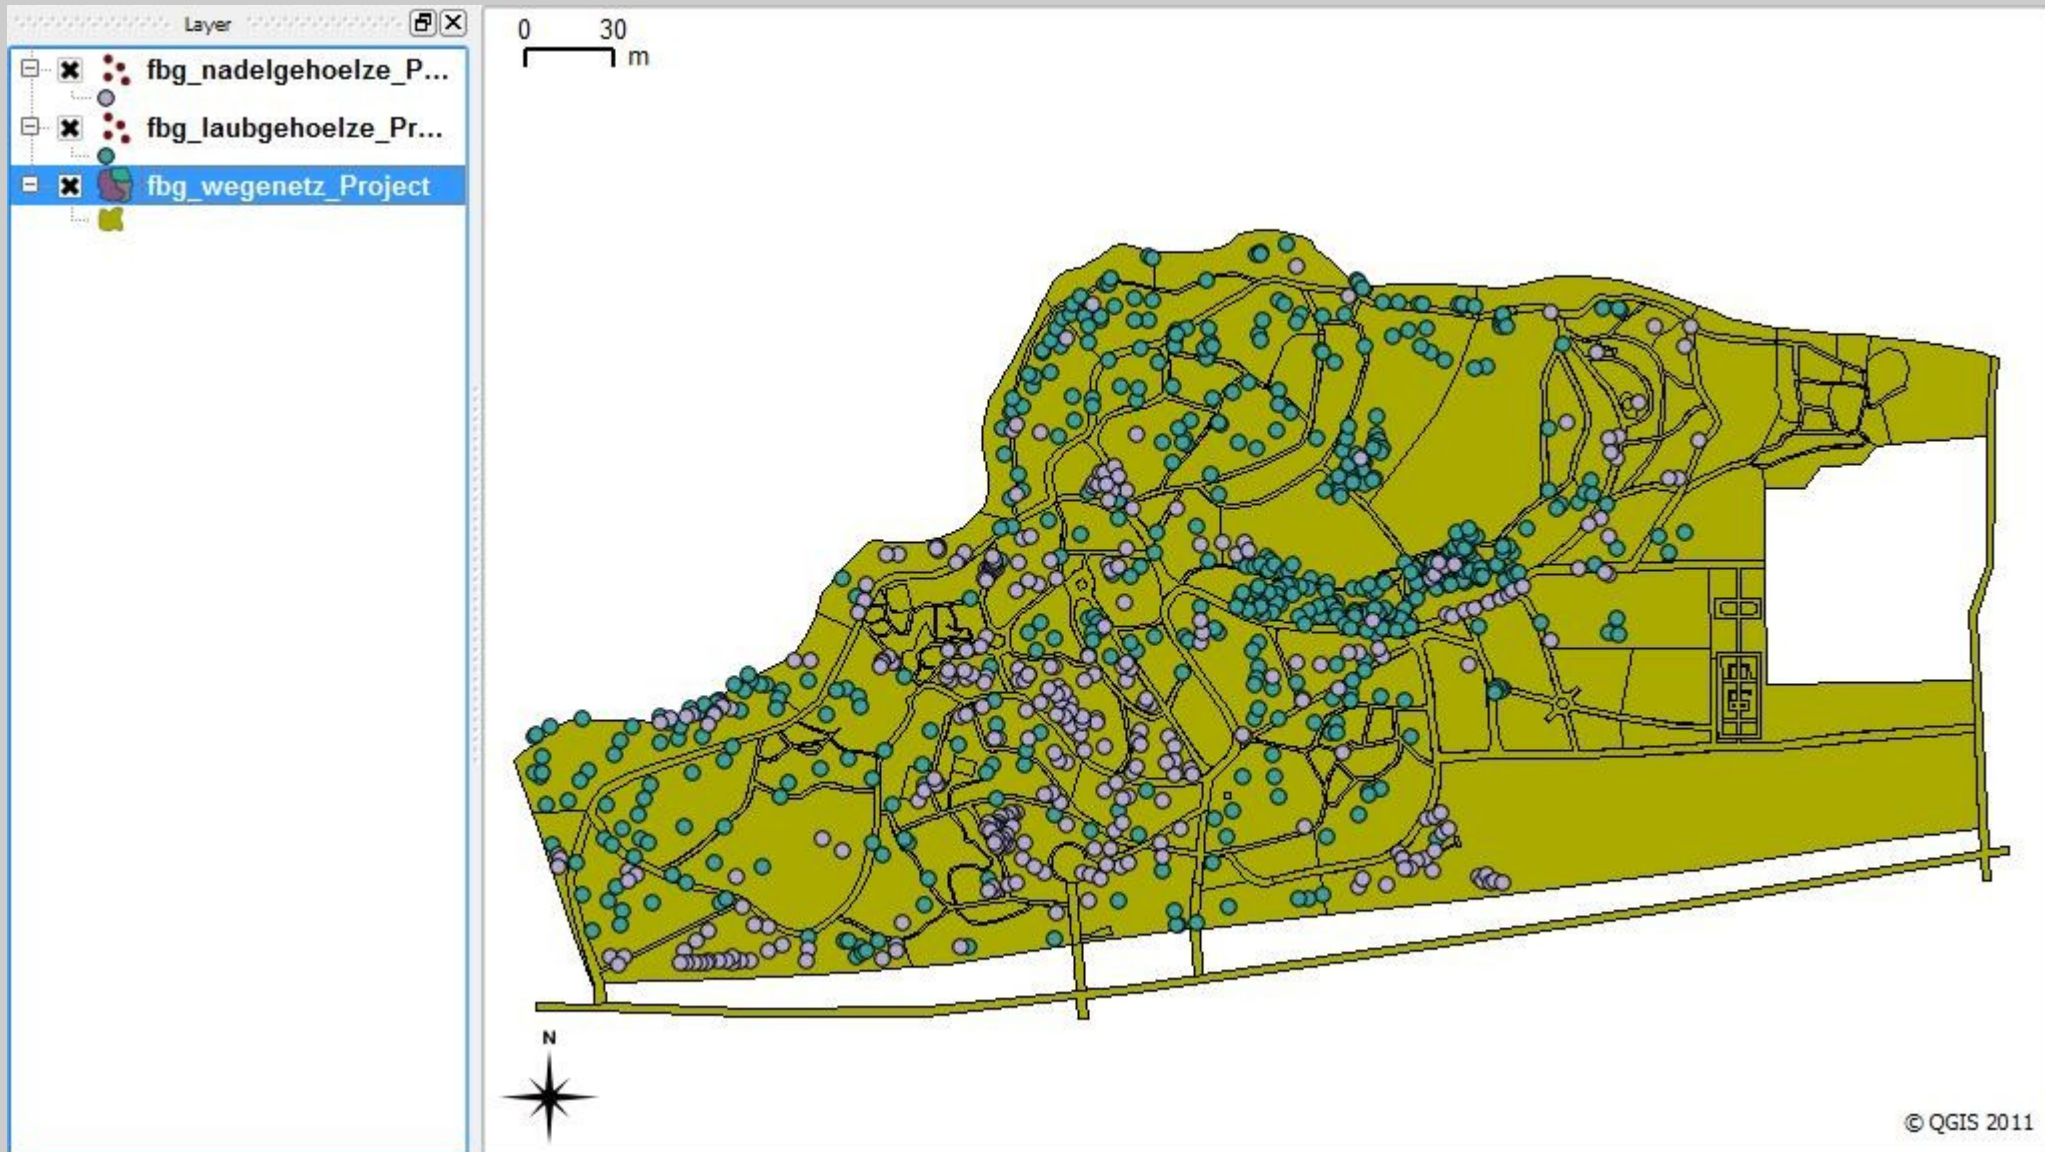 Layer
fbg_nadelgehoelze_P...
fbg_laubgehoelze_Pr...
fbg_wegenetz_Project
0 30
m
N
© QGIS 2011